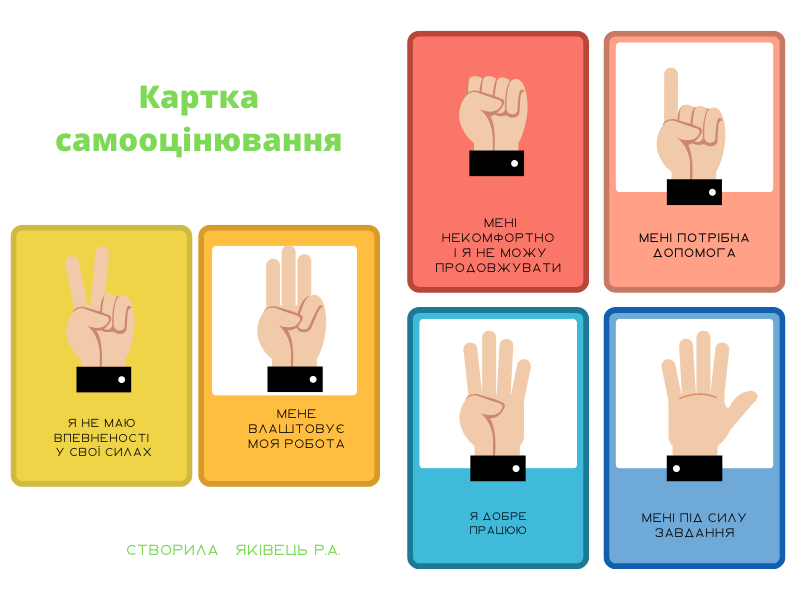 Картка
самооцінювання
МЕНІ
НЕКОМФОРТНО
І Я НЕ МОЖУ
ПРОДОВЖУВАТИ
МЕНІ ПОТРІБНА
ДОПОМОГА
Я НЕ МАЮ
ВПЕВНЕНОСТІ
У СВОЇ СИЛАХ
МЕНЕ
ВЛАШТОВУЄ
МОЯ РОБОТА
Я ДОБРЕ
ПРАЦЮЮ
МЕНІ ПІД СИЛУ
ЗАВДАННЯ
СТВОРИЛА ЯКІВЕЦЬ Р.А.